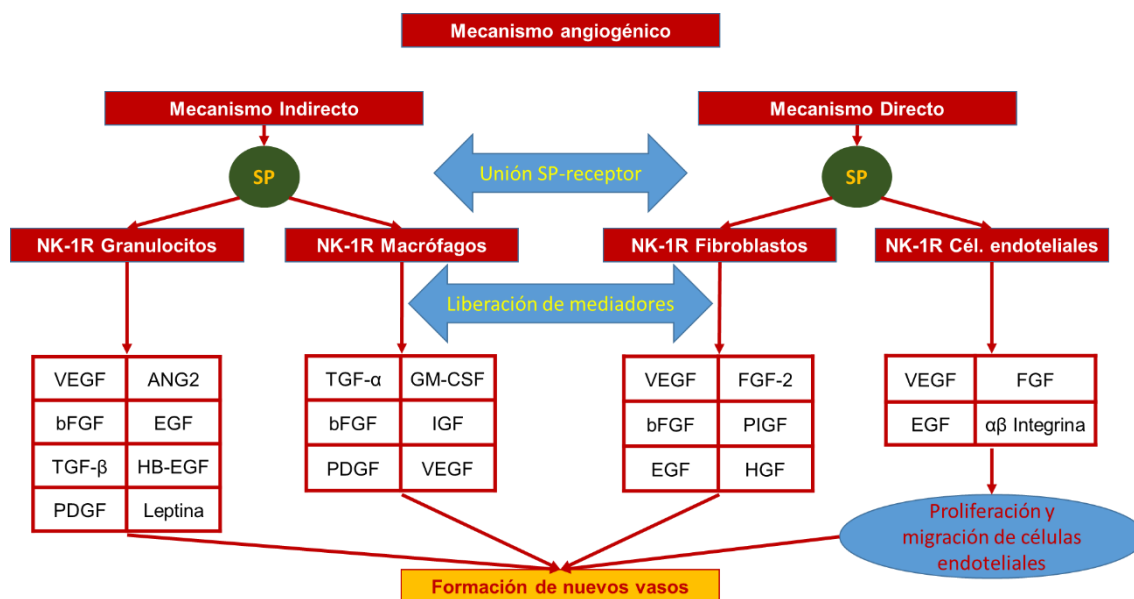 Mecanismo angiogénico
Mecanismo Indirecto
Mecanismo Directo
SP
Unión SP-receptor
SP
NK-1R Granulocitos
NK-1R Macrófagos
NK-1R Fibroblastos
NK-1R Cél. endoteliales
Liberación de mediadores
VEGF ANG2
bFGF EGF
TGF-β HB-EGF
PDGF Leptina
TGF-α GM-CSF
bFGF IGF
PDGF VEGF
VEGF FGF-2
bFGF PIGF
EGF HGF
VEGF FGF
EGF αβ Integrina
Proliferación y
migración de células
endoteliales
Formación de nuevos vasos